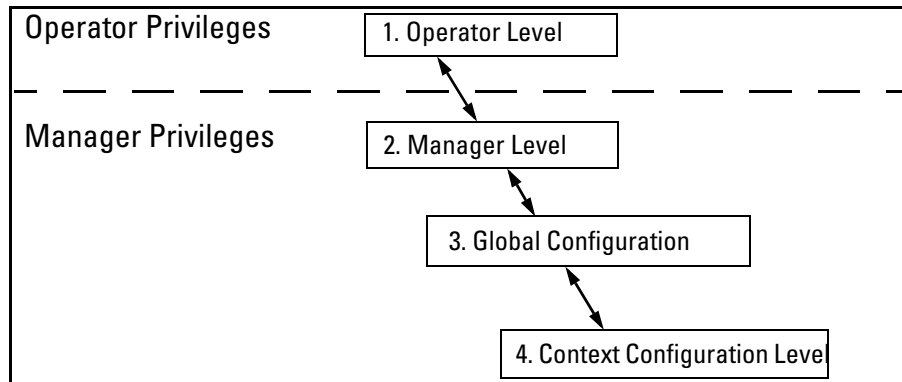 Operator Privileges
1. Operator Level
Manager Privileges
2. Manager Level
3. Global Configuration
4. Context Configuration Level